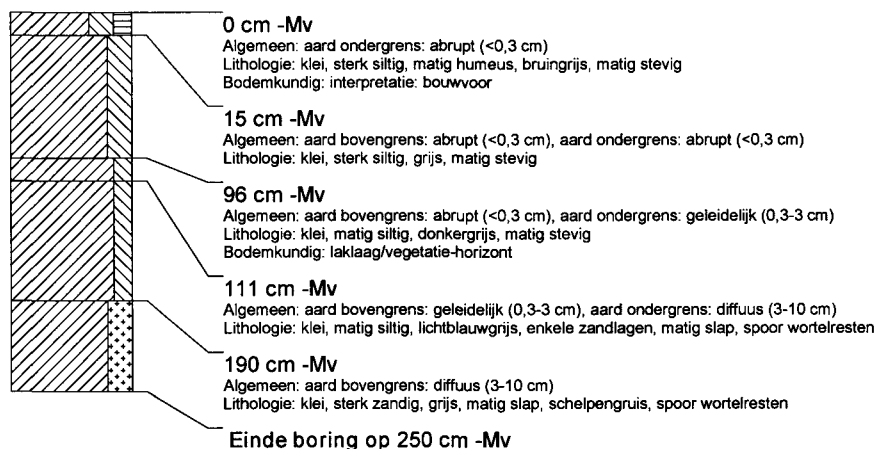 0 cm -Mv
Algemeen: aard ondergrens: abrupt (<0,3 cm)
Lithologie: klei, sterk siltig, matig humeus, bruingrijs, matig stevig
Bodemkundig: interpretatie: bouwvoor
15 cm -Mv
Algemeen: aard bovengrens: abrupt (<0,3 cm), aard ondergrens: abrupt (<0,3 cm)
Lithologie: klei, sterk siltig, grijs, matig stevig
96 cm -Mv
Algemeen: aard bovengrens: abrupt (<0,3 cm), aard ondergrens: geleidelijk (0,3-3 cm)
Lithologie: klei, matig siltig, donkergrijs, matig stevig
Bodemkundig: laklaag/vegetatie-horizont
111 cm -Mv
Algemeen: aard bovengrens: geleidelijk (0,3-3 cm), aard ondergrens: diffuus (3-10 cm)
Lithologie: klei, matig siltig, lichtblauwgrijs, enkele zandlagen, matig slap, spoor wortelresten
190 cm -Mv
Algemeen: aard bovengrens: diffuus (3-10 cm)
Lithologie: klei, sterk zandig, grijs, matig slap, schelpengruis, spoor wortelresten
Einde boring op 250 cm -Mv